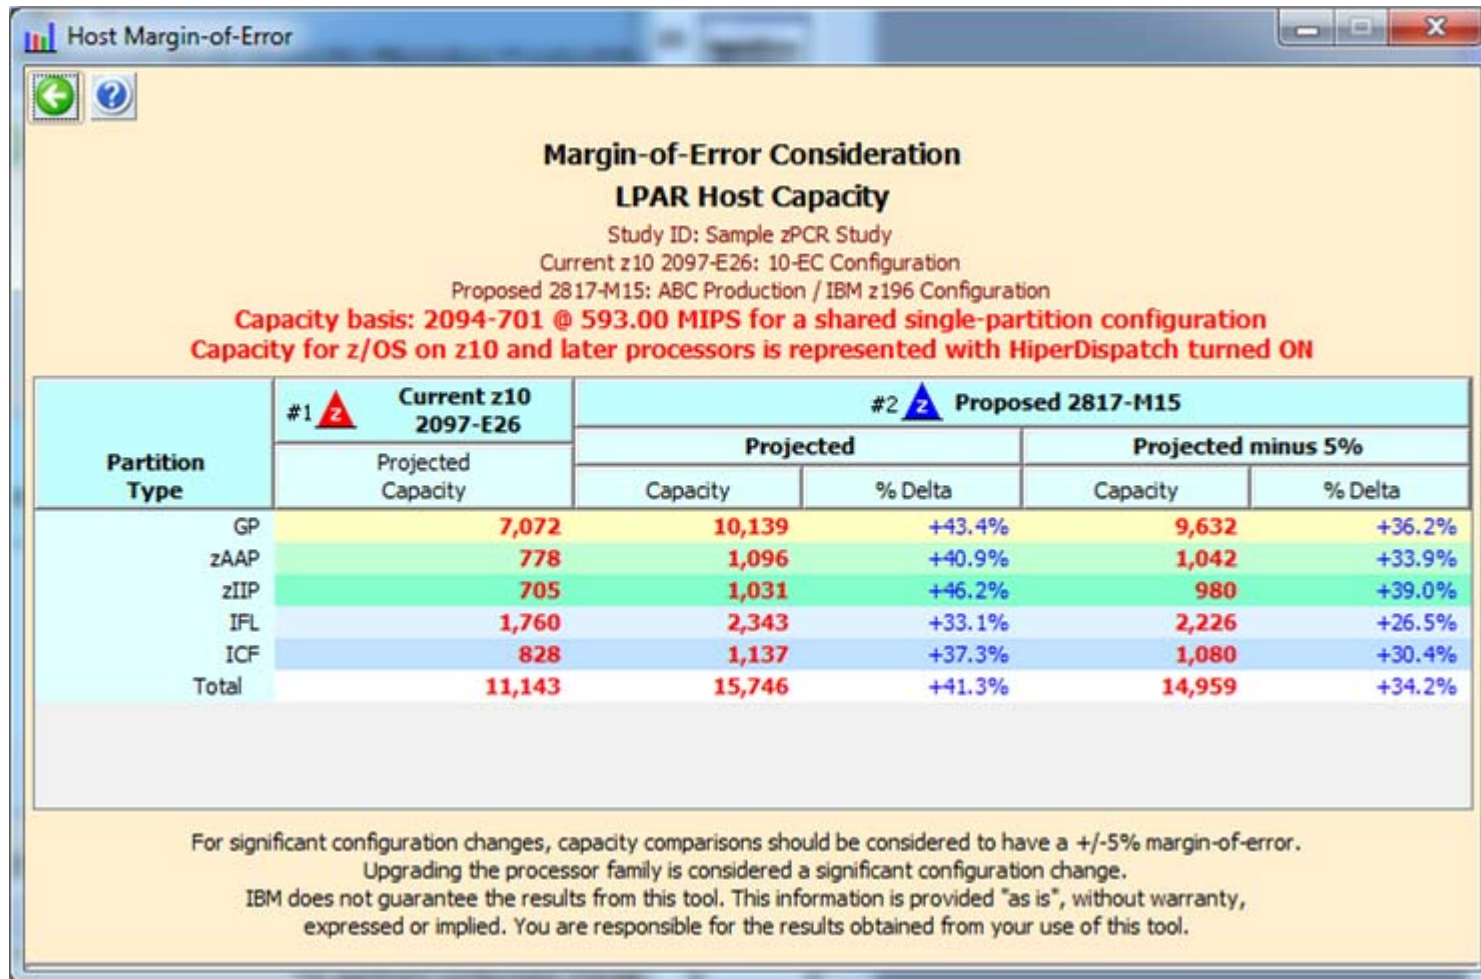 Host Margin-of-Error
Margin-of-Error Consideration
LPAR Host Capacity
Study ID: Sample zPCR Study
Current z10 2097-E26: 10-EC Configuration
Proposed 2817-M15: ABC Production / IBM z196 Configuration
Capacity basis: 2094-701 @ 593.00 MIPS for a shared single-partition configuration
Capacity for z/OS on z10 and later processors is represented with HiperDispatch turned ON
Partition Type
#1 z Current z10 2097-E26
#2 z Proposed 2817-M15
Projected Projected minus 5%
Projected Capacity Capacity % Delta Capacity % Delta
GP 7,072 10,139 +43.4% 9,632 +36.2%
zAAP 778 1,096 +40.9% 1,042 +33.9%
zIIP 705 1,031 +46.2% 980 +39.0%
IFL 1,760 2,343 +33.1% 2,226 +26.5%
ICF 828 1,137 +37.3% 1,080 +30.4%
Total 11,143 15,746 +41.3% 14,959 +34.2%
For significant configuration changes, capacity comparisons should be considered to have a +/-5% margin-of-error.
Upgrading the processor family is considered a significant configuration change.
IBM does not guarantee the results from this tool. This information is provided "as is", without warranty,
expressed or implied. You are responsible for the results obtained from your use of this tool.